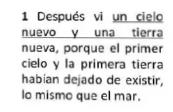 1 Después vi un cielo
nuevo y una tierra
nueva, porque el primer
cielo y la primera tierra
habían dejado de existir,
lo mismo que el mar.